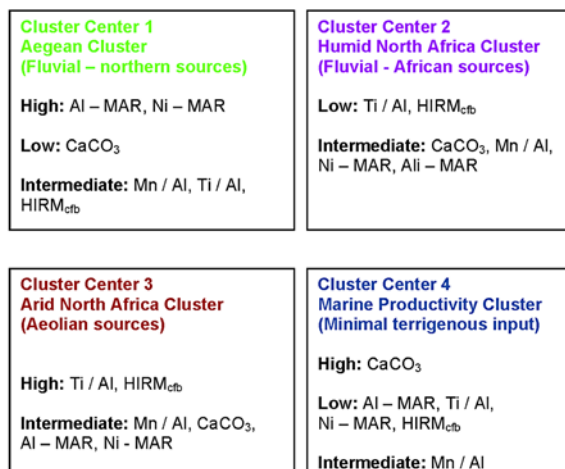 Cluster Center 1
Aegean Cluster
(Fluvial – northern sources)
High: Al – MAR, Ni – MAR
Low: CaCO₃
Intermediate: Mn / Al, Ti / Al,
HIRMcfb
Cluster Center 2
Humid North Africa Cluster
(Fluvial - African sources)
Low: Ti / Al, HIRMcfb
Intermediate: CaCO₃, Mn / Al,
Ni – MAR, Ali – MAR
Cluster Center 3
Arid North Africa Cluster
(Aeolian sources)
High: Ti / Al, HIRMcfb
Intermediate: Mn / Al, CaCO₃,
Al – MAR, Ni - MAR
Cluster Center 4
Marine Productivity Cluster
(Minimal terrigenous input)
High: CaCO₃
Low: Al – MAR, Ti / Al,
Ni – MAR, HIRMcfb
Intermediate: Mn / Al